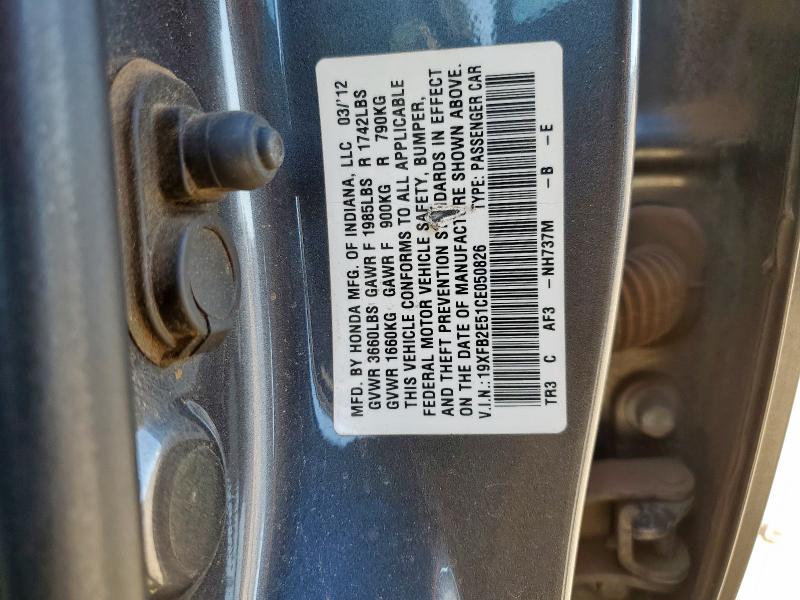 MFD. BY HONDA MFG. OF INDIANA, LLC 03/'12
GVWR 3660LBS GAWR F 1985LBS R 1742LBS
GVWR 1660KG GAWR F 900KG R 790KG
THIS VEHICLE CONFORMS TO ALL APPLICABLE
FEDERAL MOTOR VEHICLE SAFETY, BUMPER,
AND THEFT PREVENTION STANDARDS IN EFFECT
ON THE DATE OF MANUFACTURE SHOWN ABOVE.
V.I.N.:19XFB2E51CE050826 TYPE: PASSENGER CAR
TR3 C AF3 -NH737M -B -E